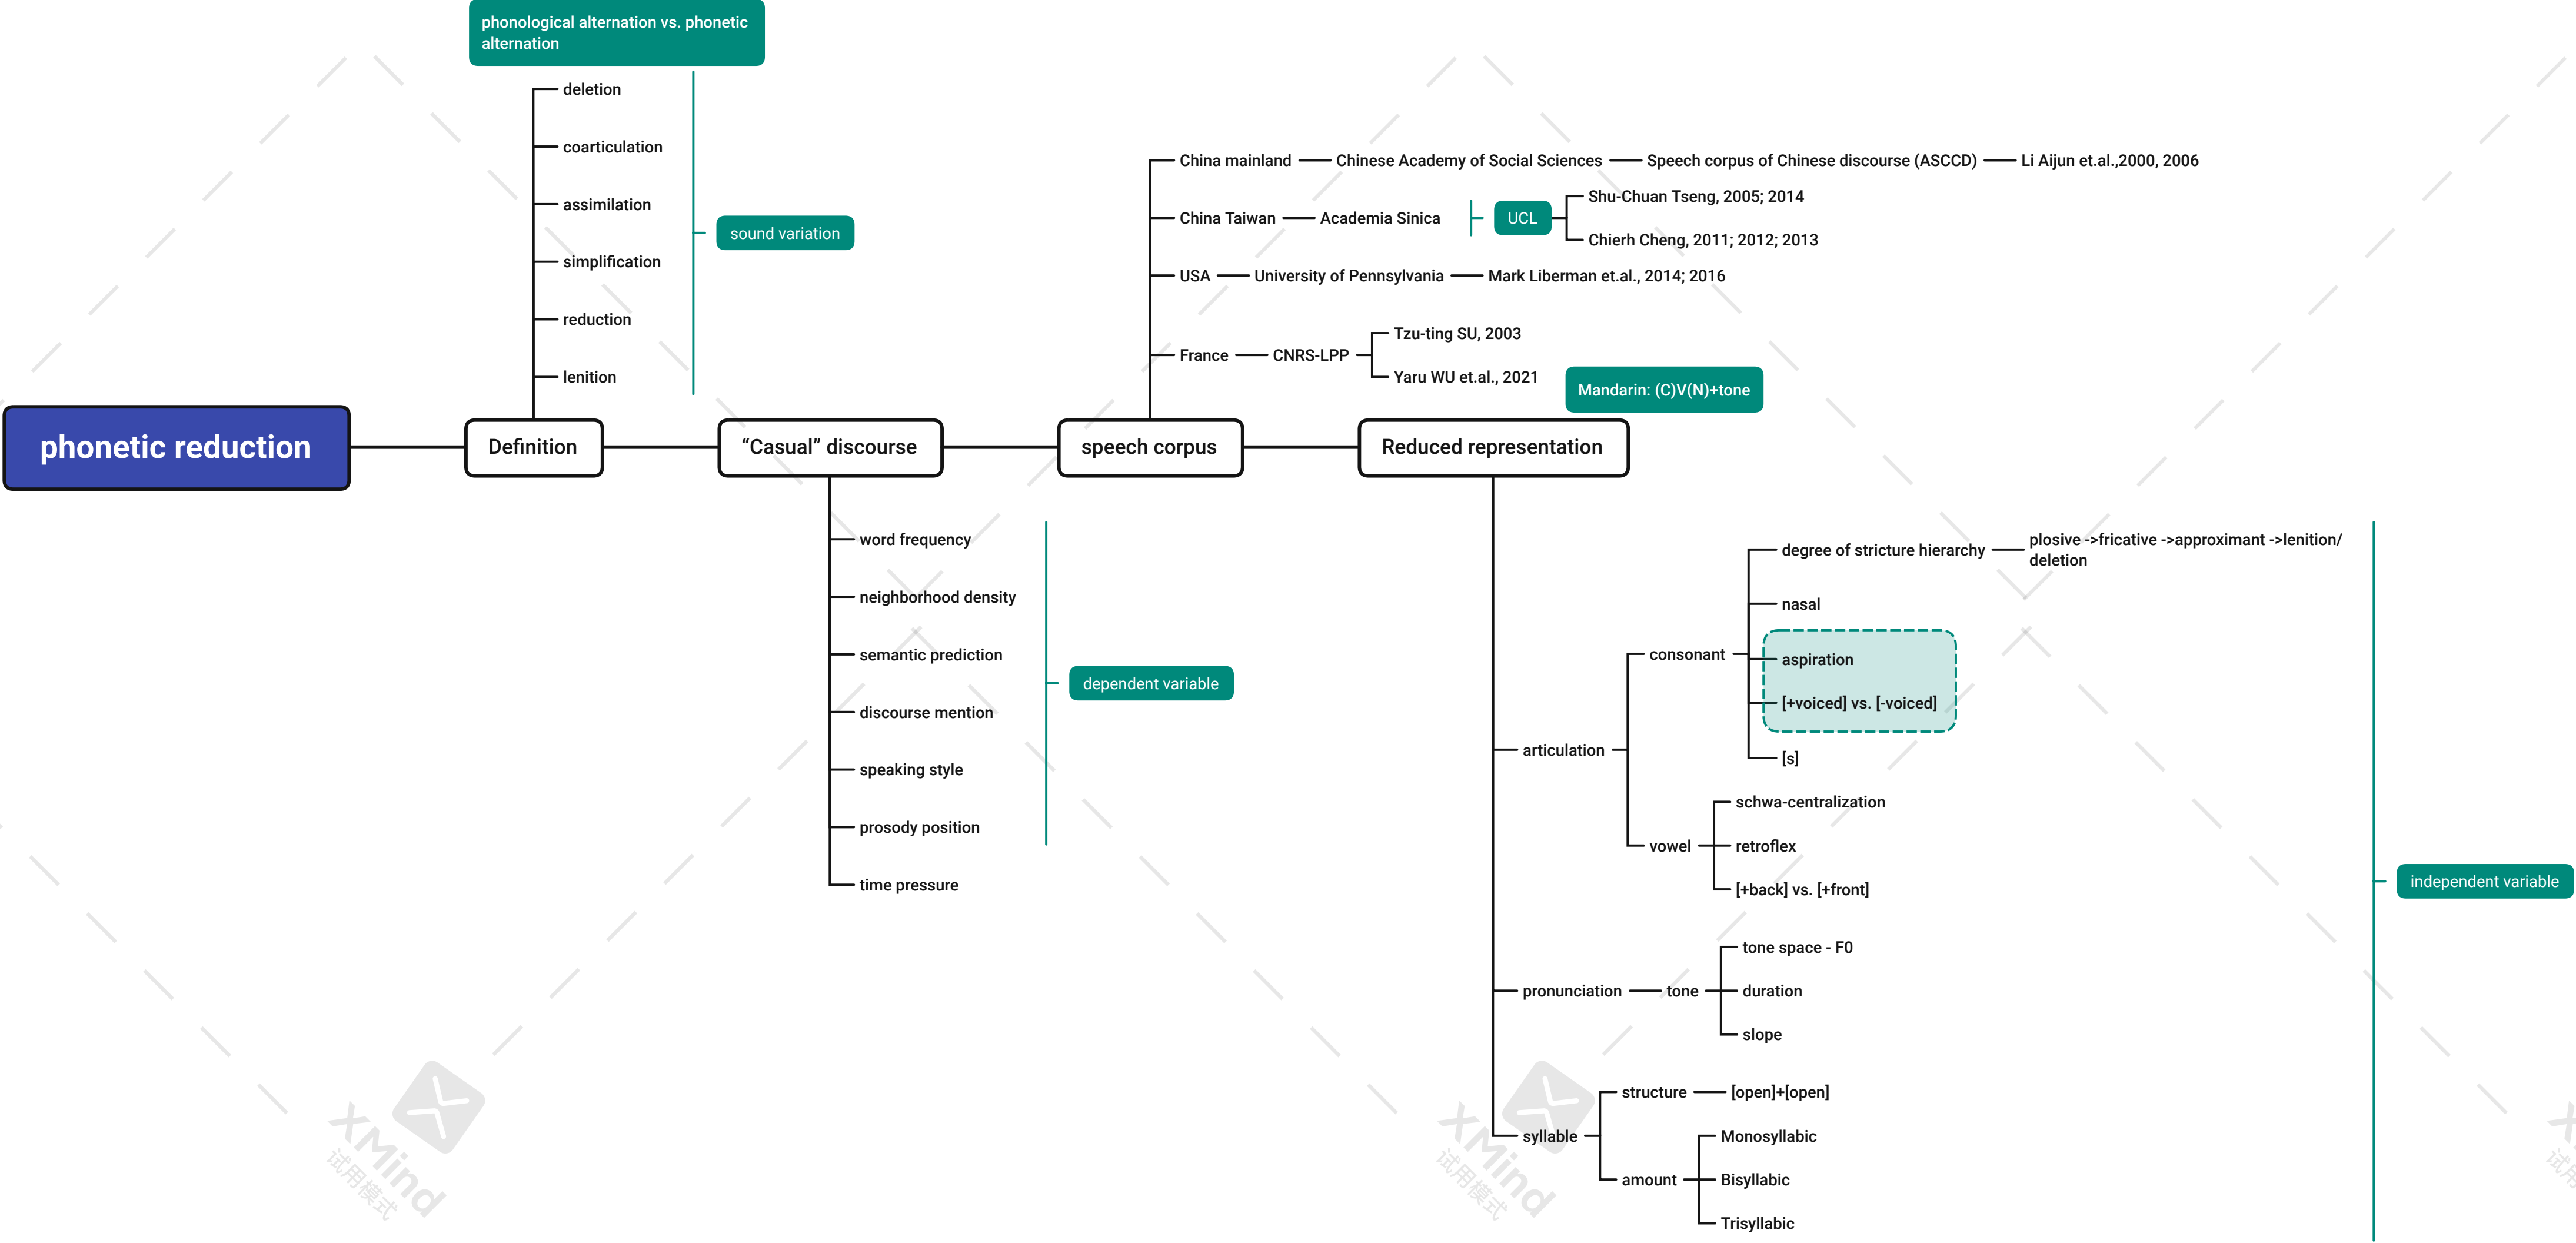 phonological alternation vs. phonetic
alternation
deletion
coarticulation
assimilation
simplification
reduction
lenition
sound variation
China mainland
Chinese Academy of Social Sciences
Speech corpus of Chinese discourse (ASCCD)
Li Aijun et.al.,2000, 2006
China Taiwan
Academia Sinica
UCL
Shu-Chuan Tseng, 2005; 2014
Chierh Cheng, 2011; 2012; 2013
USA
University of Pennsylvania
Mark Liberman et.al., 2014; 2016
France
CNRS-LPP
Tzu-ting SU, 2003
Yaru WU et.al., 2021
Mandarin: (C)V(N)+tone
phonetic reduction
Definition
“Casual” discourse
speech corpus
Reduced representation
word frequency
neighborhood density
semantic prediction
discourse mention
speaking style
prosody position
time pressure
dependent variable
articulation
consonant
degree of stricture hierarchy
plosive ->fricative ->approximant ->lenition/
deletion
nasal
aspiration
[+voiced] vs. [-voiced]
[s]
vowel
schwa-centralization
retroflex
[+back] vs. [+front]
pronunciation
tone
tone space - F0
duration
slope
syllable
structure
[open]+[open]
amount
Monosyllabic
Bisyllabic
Trisyllabic
independent variable
XMind
试用模式
XMind
试用模式